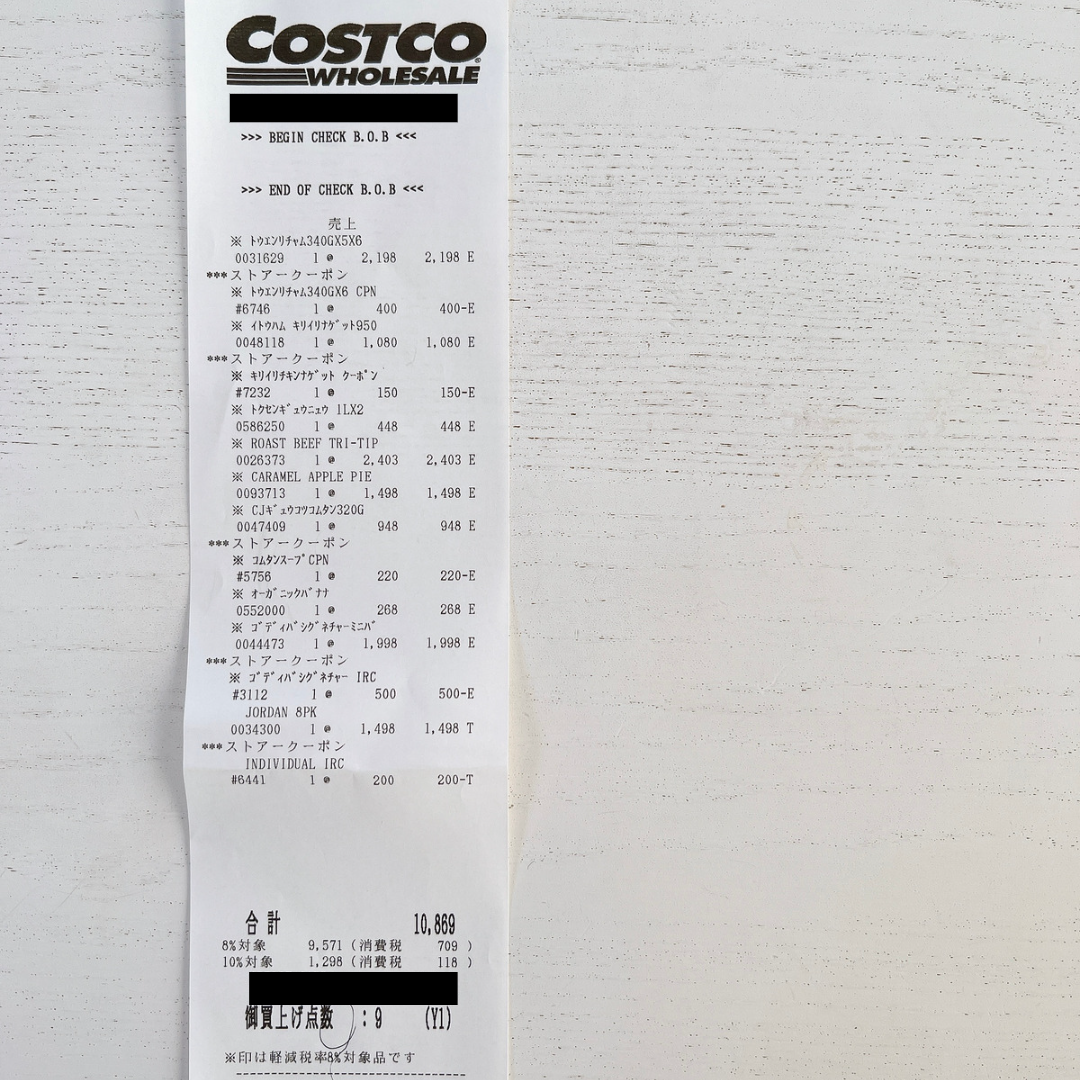 COSTCO
WHOLESALE
>>> BEGIN CHECK B.O.B <<<
>>> END OF CHECK B.O.B <<<
売上
※ ﾄｳｴﾝﾘﾁｬﾑ340GX5X6
0031629 1 @ 2,198 2,198 E
***ストアークーポン
※ ﾄｳｴﾝﾘﾁｬﾑ340GX6 CPN
#6746 1 @ 400 400-E
※ ｲﾄｳﾊﾑ ｷﾘｲﾘﾅｹﾞｯﾄ950
0048118 1 @ 1,080 1,080 E
***ストアークーポン
※ ｷﾘｲﾘﾁｷﾝﾅｹﾞｯﾄ ｸｰﾎﾟﾝ
#7232 1 @ 150 150-E
※ ﾄｸｾﾝｷﾞｭｳﾆｭｳ 1LX2
0586250 1 @ 448 448 E
※ ROAST BEEF TRI-TIP
0026373 1 @ 2,403 2,403 E
※ CARAMEL APPLE PIE
0093713 1 @ 1,498 1,498 E
※ CJｷﾞｭｳｺﾂｺﾑﾀﾝ320G
0047409 1 @ 948 948 E
***ストアークーポン
※ ｺﾑﾀﾝｽｰﾌﾟCPN
#5756 1 @ 220 220-E
※ ｵｰｶﾞﾆｯｸﾊﾞﾅﾅ
0552000 1 @ 268 268 E
※ ｺﾞﾃﾞｨﾊﾞｼｸﾞﾈﾁｬｰﾐﾆﾊﾞ
0044473 1 @ 1,998 1,998 E
***ストアークーポン
※ ｺﾞﾃﾞｨﾊﾞｼｸﾞﾈﾁｬｰ IRC
#3112 1 @ 500 500-E
JORDAN 8PK
0034300 1 @ 1,498 1,498 T
***ストアークーポン
INDIVIDUAL IRC
#6441 1 @ 200 200-T
合計 10,869
8%対象 9,571 (消費税 709 )
10%対象 1,298 (消費税 118 )
御買上げ点数 : 9 (Y1)
※印は軽減税率8%対象品です